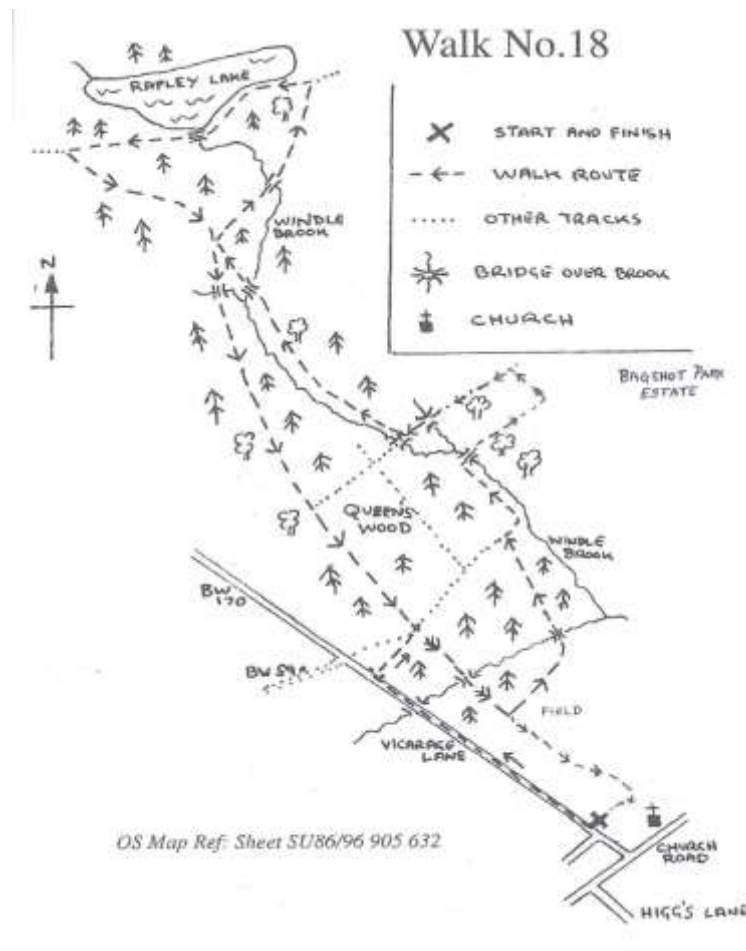 Walk No.18
RAPLEY LAKE
START AND FINISH
WALK ROUTE
OTHER TRACKS
BRIDGE OVER BROOK
CHURCH
WINDLE
BROOK
N
BAGSHOT PARK
ESTATE
QUEENS
WOOD
WINDLE
BROOK
BW
170
BW 54A
FIELD
VICARAGE
LANE
OS Map Ref: Sheet SU86/96 905 632
CHURCH
ROAD
HIGG'S LANE